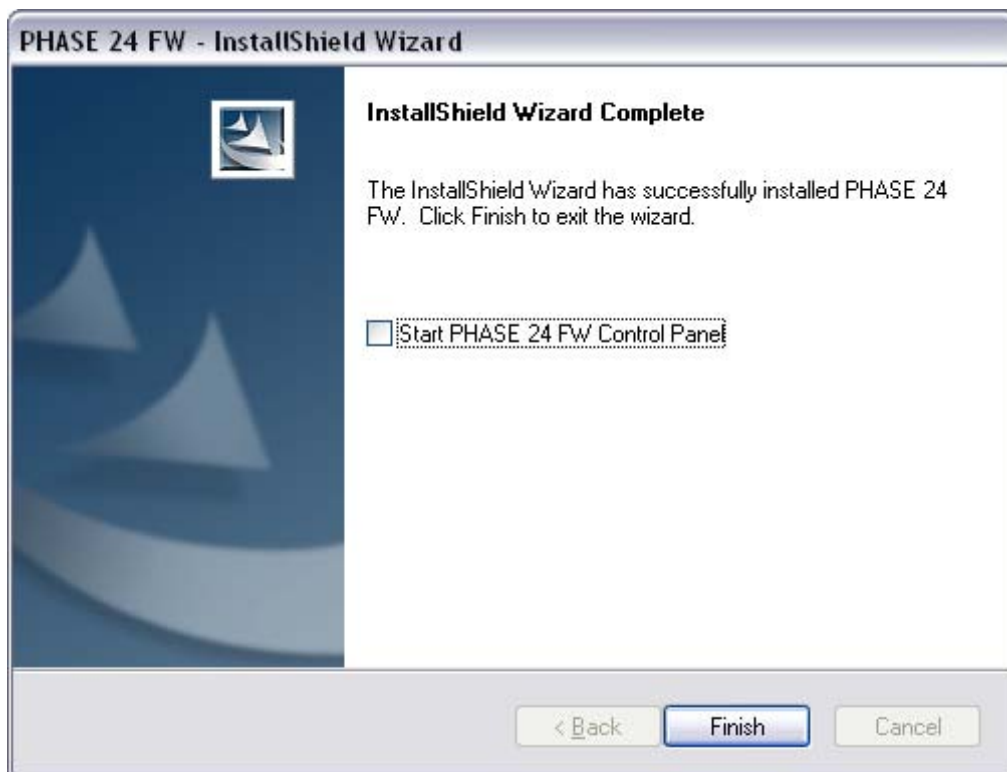 PHASE 24 FW - InstallShield Wizard
InstallShield Wizard Complete
The InstallShield Wizard has successfully installed PHASE 24
FW.  Click Finish to exit the wizard.
Start PHASE 24 FW Control Panel
< Back
Finish
Cancel